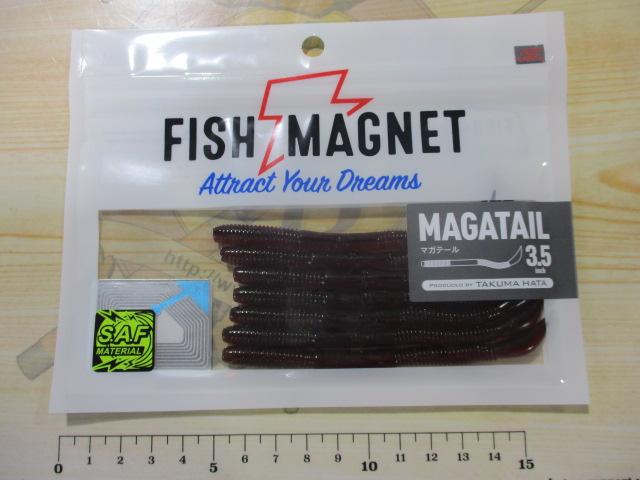 FISH MAGNET
Attract Your Dreams
MAGATAIL
マガテール
3.5
inch
PRODUCED BY TAKUMA HATA
http://w
S.A.F
MATERIAL
0 1 2 3 4 5 6 7 8 9 10 11 12 13 14 15